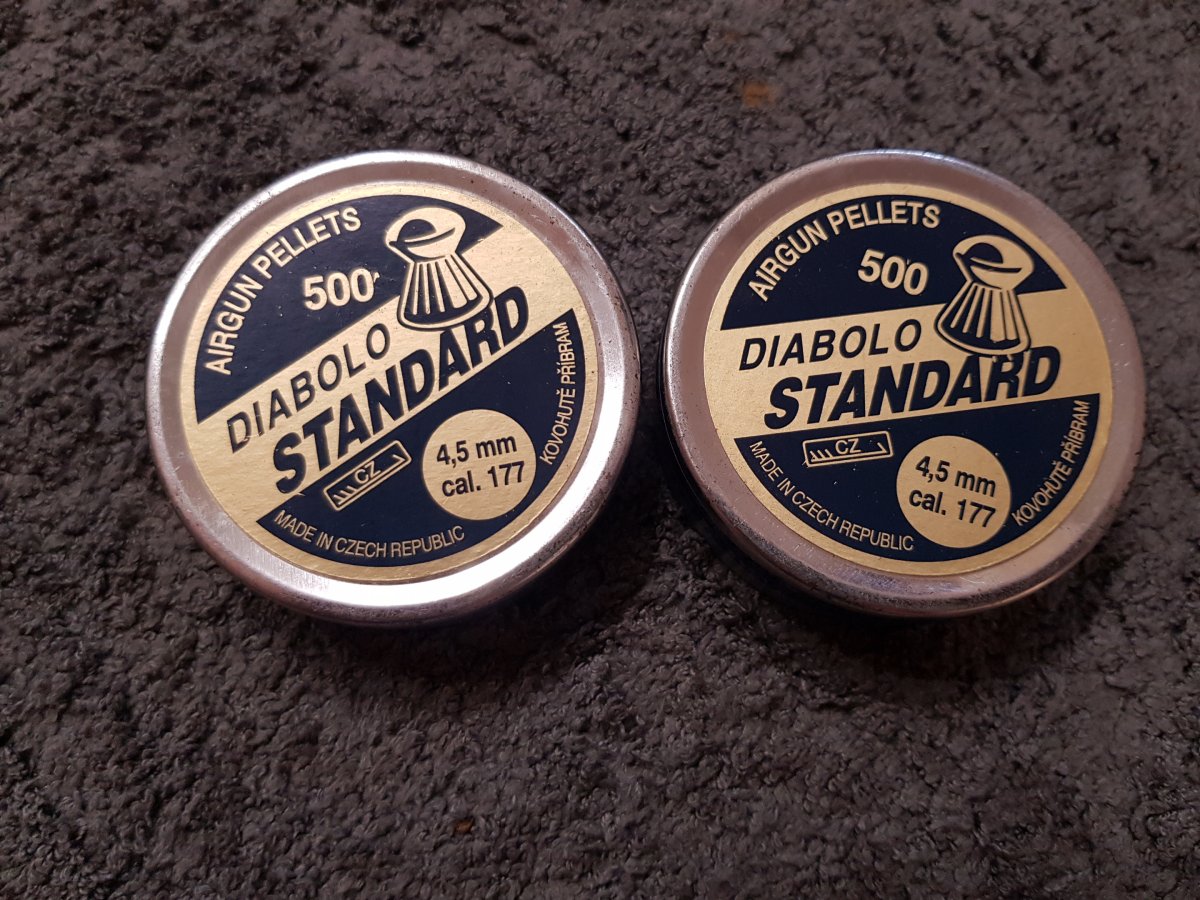 AIRGUN PELLETS
500
DIABOLO
STANDARD
CZ
4,5 mm
cal. 177
MADE IN CZECH REPUBLIC
KOVOHUTĚ PŘÍBRAM
AIRGUN PELLETS
500
DIABOLO
STANDARD
CZ
4,5 mm
cal. 177
MADE IN CZECH REPUBLIC
KOVOHUTĚ PŘÍBRAM